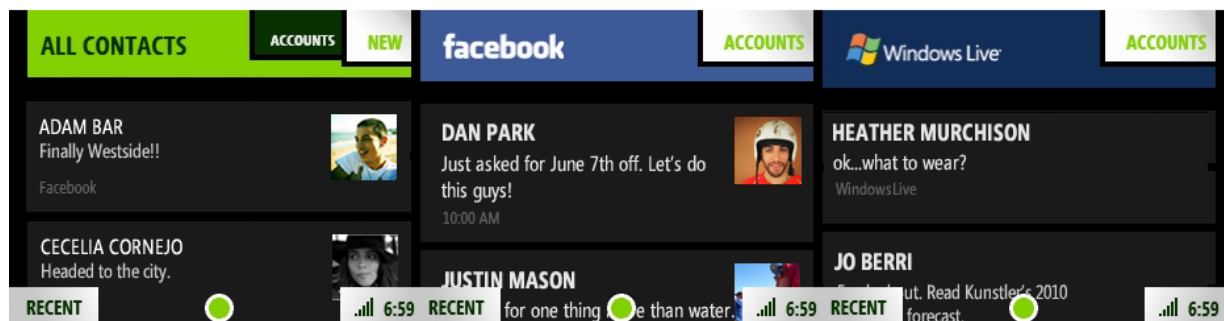 ALL CONTACTS
ACCOUNTS
NEW
ADAM BAR
Finally Westside!!
Facebook
CECELIA CORNEJO
Headed to the city.
RECENT
6:59
facebook
ACCOUNTS
DAN PARK
Just asked for June 7th off. Let's do
this guys!
10:00 AM
JUSTIN MASON
for one thing more than water.
RECENT
6:59
Windows Live
ACCOUNTS
HEATHER MURCHISON
ok...what to wear?
WindowsLive
JO BERRI
out. Read Kunstler's 2010
forecast.
RECENT
6:59